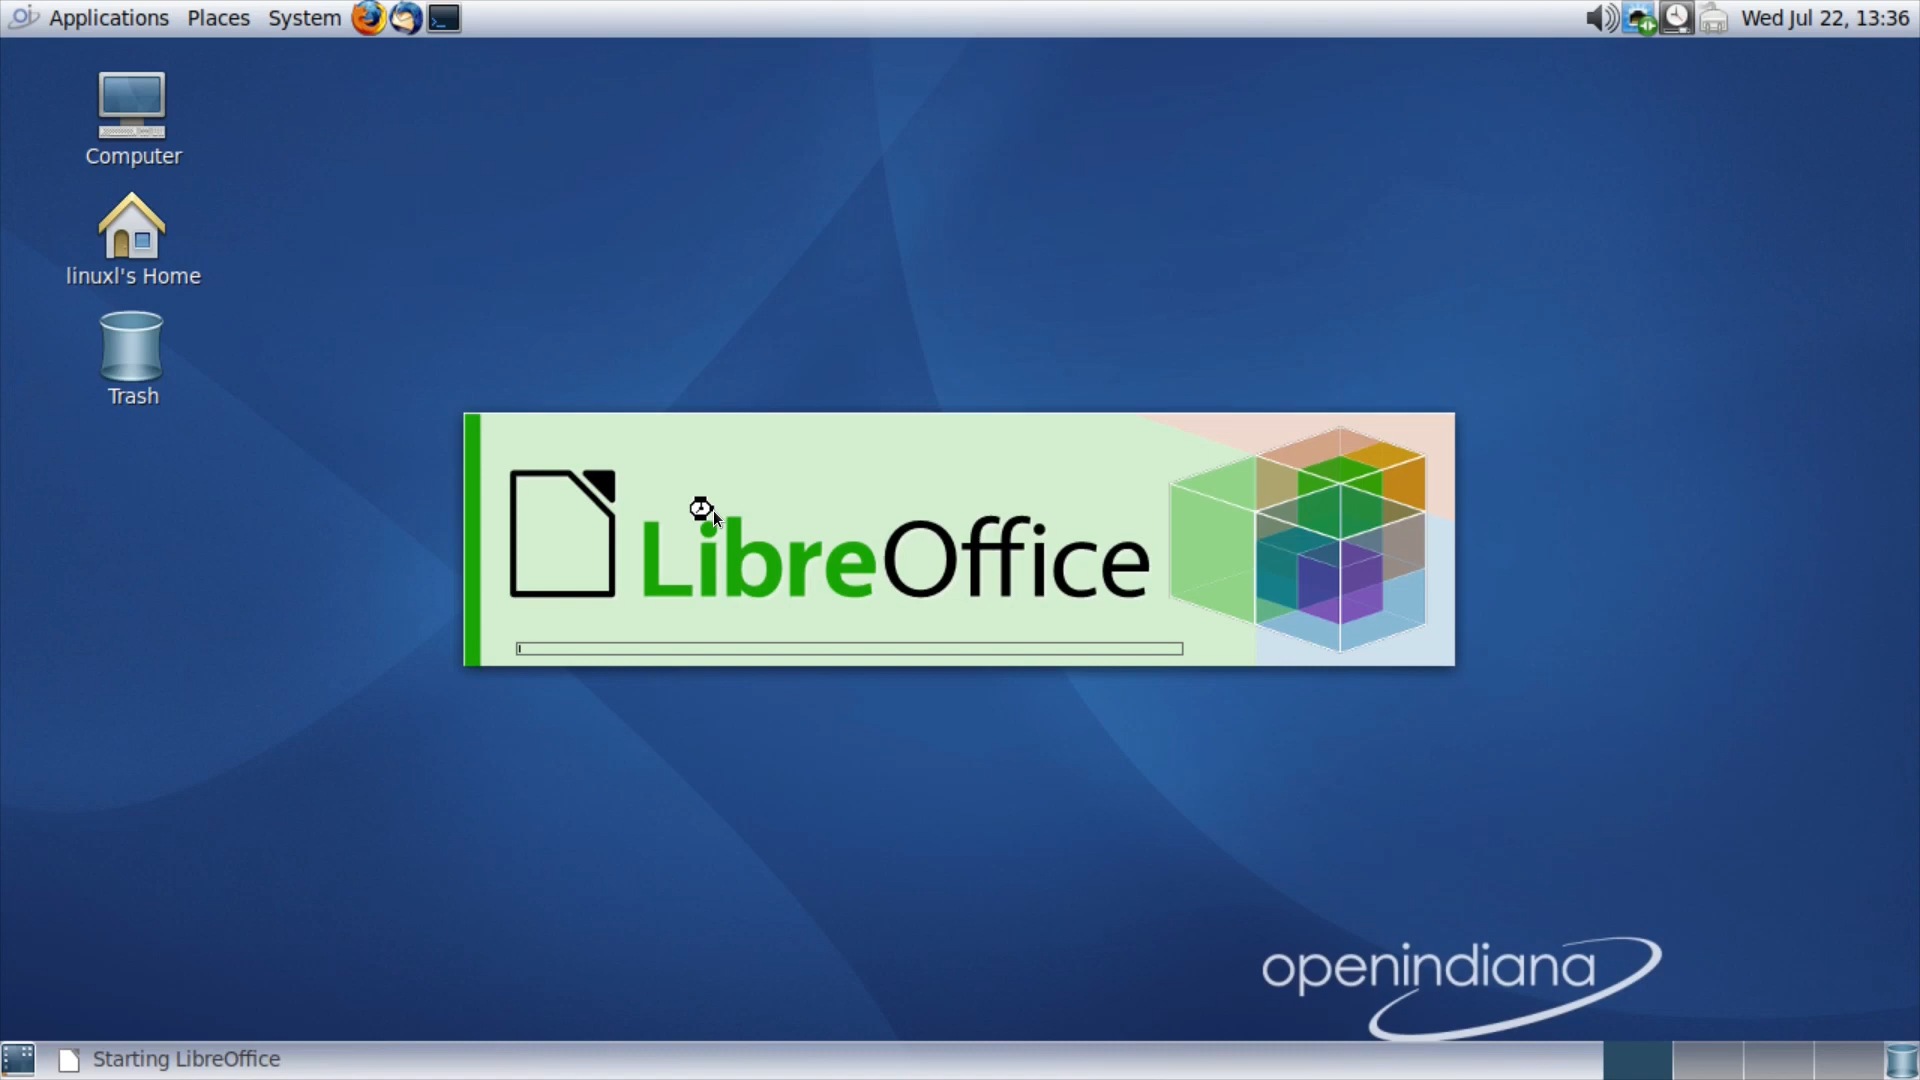 Applications Places System Wed Jul 22, 13:36
Computer
linuxl's Home
Trash
LibreOffice
openindiana
Starting LibreOffice